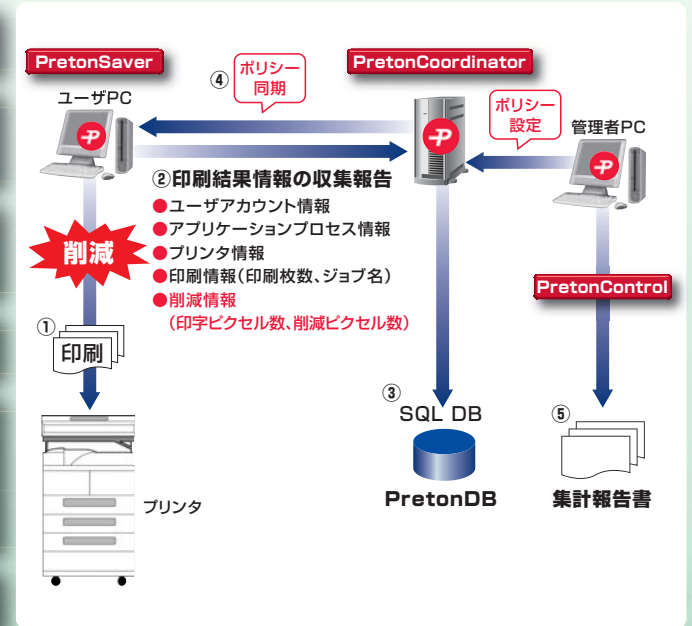 PretonSaver
PretonCoordinator
④
ポリシー
同期
ユーザPC
ポリシー
設定
管理者PC
②印刷結果情報の収集報告
●ユーザアカウント情報
●アプリケーションプロセス情報
●プリンタ情報
●印刷情報（印刷枚数、ジョブ名）
●削減情報
（印字ピクセル数、削減ピクセル数）
削減
PretonControl
①
印刷
③
SQL DB
PretonDB
⑤
集計報告書
プリンタ